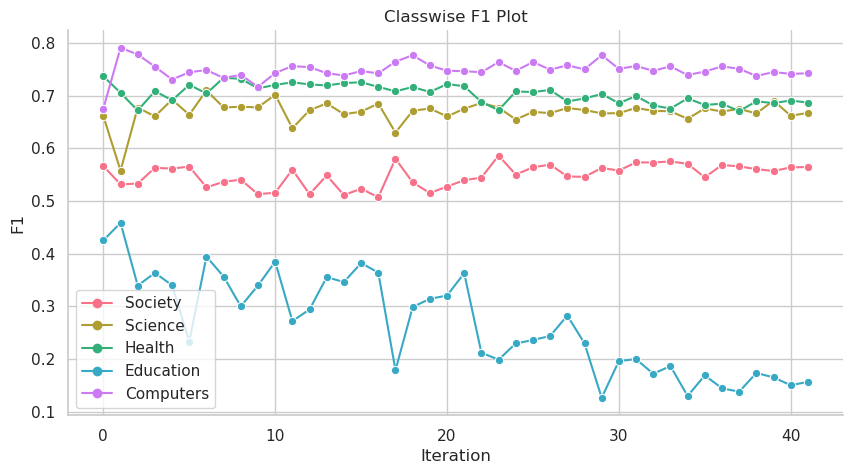 Classwise F1 Plot
F1
0.8
0.7
0.6
0.5
0.4
0.3
0.2
0.1
Society
Science
Health
Education
Computers
0
10
20
30
40
Iteration